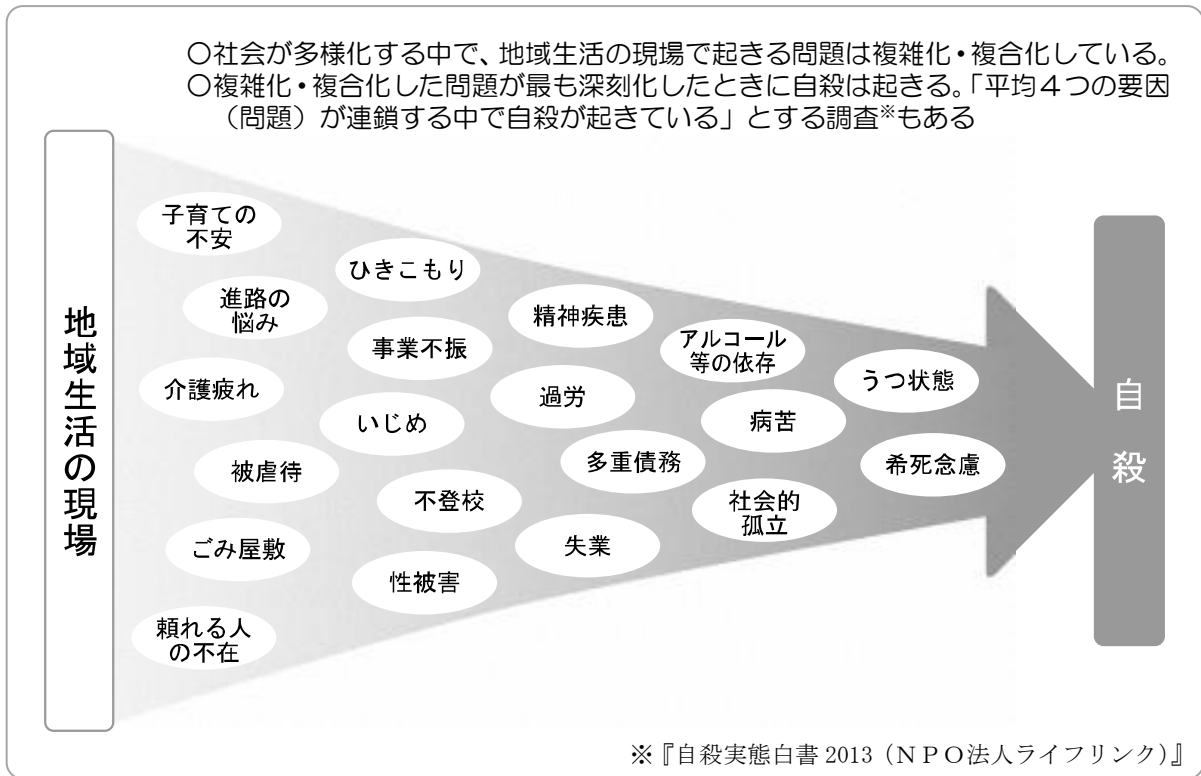 〇社会が多様化する中で、地域生活の現場で起きる問題は複雑化・複合化している。
〇複雑化・複合化した問題が最も深刻化したときに自殺は起きる。「平均４つの要因
（問題）が連鎖する中で自殺が起きている」とする調査※もある
地域生活の現場
子育ての
不安
進路の
悩み
介護疲れ
被虐待
ごみ屋敷
頼れる人
の不在
ひきこもり
事業不振
いじめ
不登校
性被害
精神疾患
過労
多重債務
失業
アルコール
等の依存
病苦
社会的
孤立
うつ状態
希死念慮
自殺
※『自殺実態白書 2013（ＮＰＯ法人ライフリンク）』